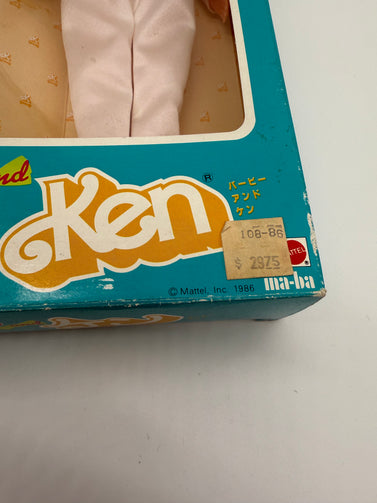 nd
Ken®
バービー
アンド
ケン
108-86
$ 2975
MATTEL
© Mattel, Inc. 1986
ma-ba